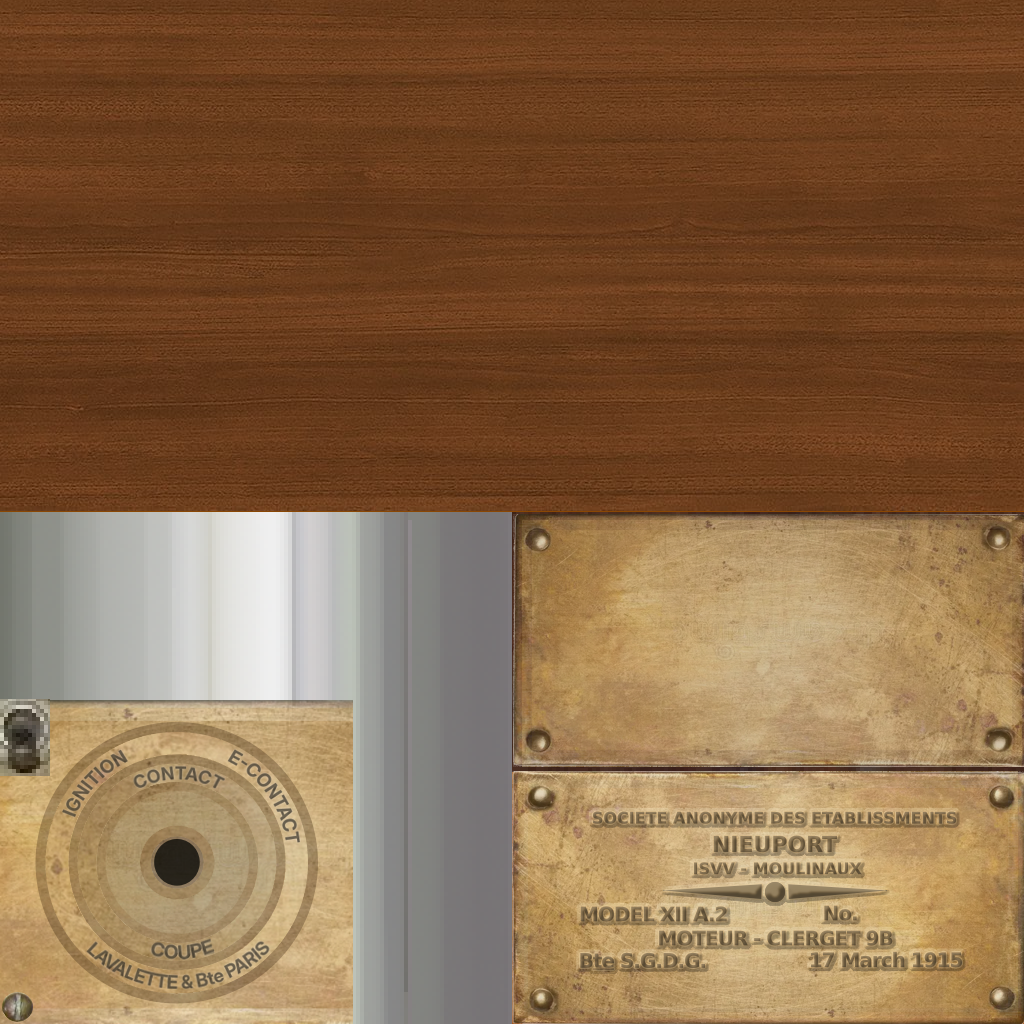 IGNITION
E-CONTACT
CONTACT
COUPE
LAVALETTE & Bte PARIS
SOCIETE ANONYME DES ETABLISSMENTS
NIEUPORT
ISVV - MOULINAUX
MODEL XII A.2 No.
MOTEUR - CLERGET 9B
Bte S.G.D.G. 17 March 1915